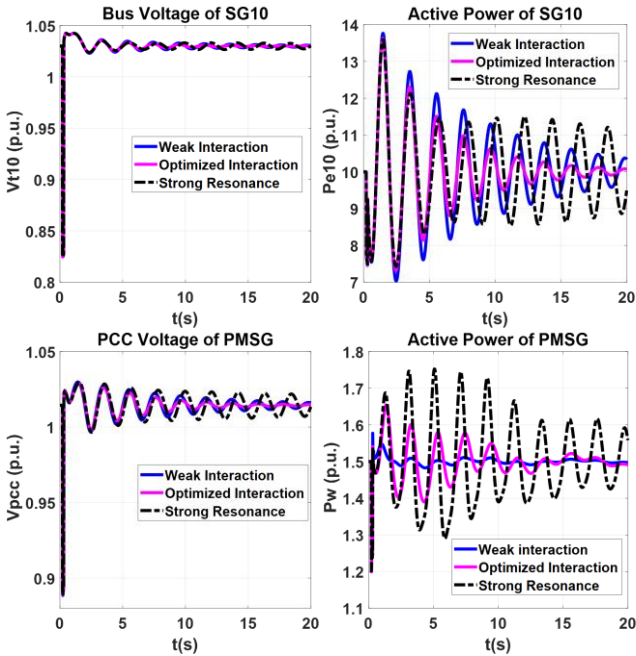 Bus Voltage of SG10
1.05
1
0.95
0.9
0.85
0.8
Vt10 (p.u.)
Weak Interaction
Optimized Interaction
Strong Resonance
0 5 10 15 20
t(s)
Active Power of SG10
14
13
12
11
10
9
8
7
Pe10 (p.u.)
Weak Interaction
Optimized Interaction
Strong Resonance
0 5 10 15 20
t(s)
PCC Voltage of PMSG
1.05
1
0.95
0.9
Vpcc (p.u.)
Weak Interaction
Optimized Interaction
Strong Resonance
0 5 10 15 20
t(s)
Active Power of PMSG
1.8
1.7
1.6
1.5
1.4
1.3
1.2
1.1
Pw (p.u.)
Weak interaction
Optimized Interaction
Strong Resonance
0 5 10 15 20
t(s)